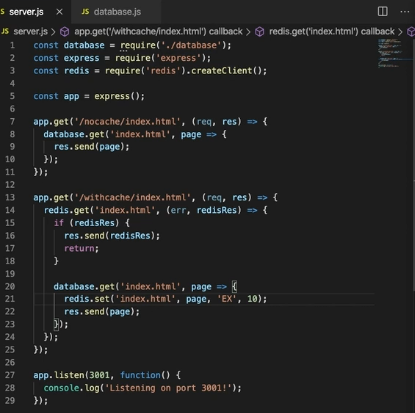 server.js × database.js
server.js > app.get('/withcache/index.html') callback > redis.get('index.html') callback > database.get('index.html')
1 const database = require('./database');
2 const express = require('express');
3 const redis = require('redis').createClient();
4
5 const app = express();
6
7 app.get('/nocache/index.html', (req, res) => {
8 database.get('index.html', page => {
9 res.send(page);
10 });
11 });
12
13 app.get('/withcache/index.html', (req, res) => {
14 redis.get('index.html', (err, redisRes) => {
15 if (redisRes) {
16 res.send(redisRes);
17 return;
18 }
19
20 database.get('index.html', page => {
21 redis.set('index.html', page, 'EX', 10);
22 res.send(page);
23 });
24 });
25 });
26
27 app.listen(3001, function() {
28 console.log('Listening on port 3001!');
29 });